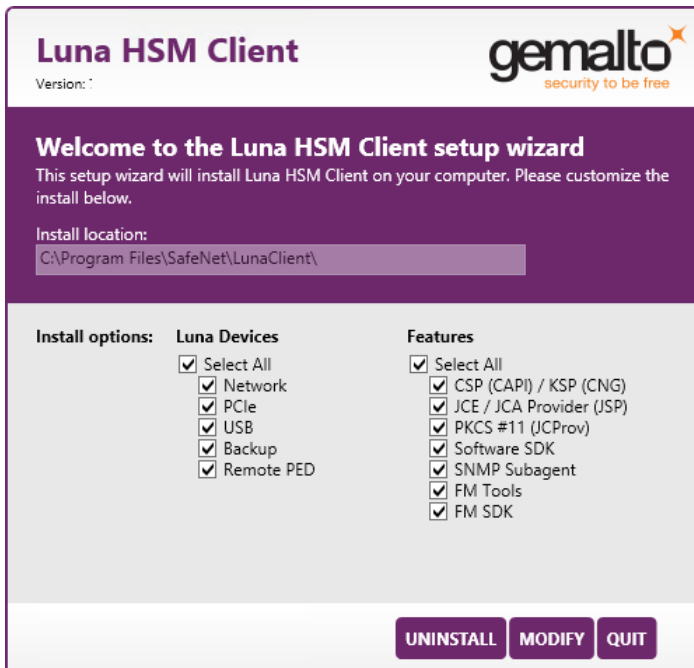 Luna HSM Client
gemalto
security to be free
Version:
Welcome to the Luna HSM Client setup wizard
This setup wizard will install Luna HSM Client on your computer. Please customize the
install below.
Install location:
C:\Program Files\SafeNet\LunaClient\
Install options:
Luna Devices
Select All
Network
PCIe
USB
Backup
Remote PED
Features
Select All
CSP (CAPI) / KSP (CNG)
JCE / JCA Provider (JSP)
PKCS #11 (JCProv)
Software SDK
SNMP Subagent
FM Tools
FM SDK
UNINSTALL
MODIFY
QUIT